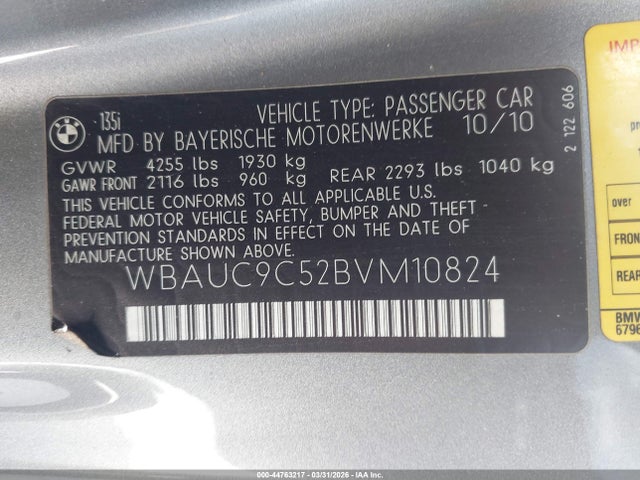 BMW
135i
VEHICLE TYPE: PASSENGER CAR
MFD BY BAYERISCHE MOTORENWERKE 10/10
GVWR 4255 lbs 1930 kg
GAWR FRONT 2116 lbs 960 kg REAR 2293 lbs 1040 kg
THIS VEHICLE CONFORMS TO ALL APPLICABLE U.S.
FEDERAL MOTOR VEHICLE SAFETY, BUMPER AND THEFT
PREVENTION STANDARDS IN EFFECT ON THE DATE OF
MANUFACTURE SHOWN ABOVE.
WBAUC9C52BVM10824
2 122 606
over
FRON
REAR
BMW
000-44763217 - 03/31/2026 - IAA VEHICLE